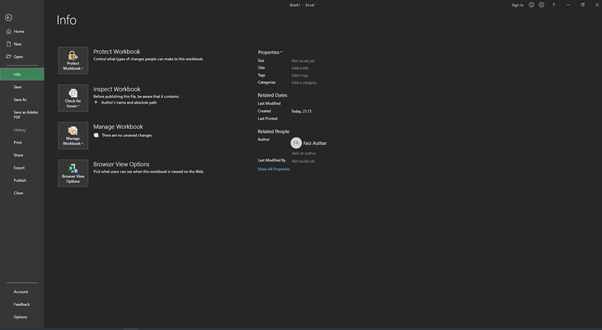 Book1 - Excel
Sign in
?
Info
Home
New
Open
Info
Save
Save As
Save as Adobe
PDF
History
Print
Share
Export
Publish
Close
Account
Feedback
Options
Protect
Workbook
Protect Workbook
Control what types of changes people can make to this workbook.
Check for
Issues
Inspect Workbook
Before publishing this file, be aware that it contains:
Author's name and absolute path
Manage
Workbook
Manage Workbook
There are no unsaved changes.
Browser View
Options
Browser View Options
Pick what users can see when this workbook is viewed on the Web.
Properties
Size Not saved yet
Title Add a title
Tags Add a tag
Categories Add a category
Related Dates
Last Modified
Created Today, 21:15
Last Printed
Related People
Author FA Faiz Authar
Add an author
Last Modified By Not saved yet
Show All Properties